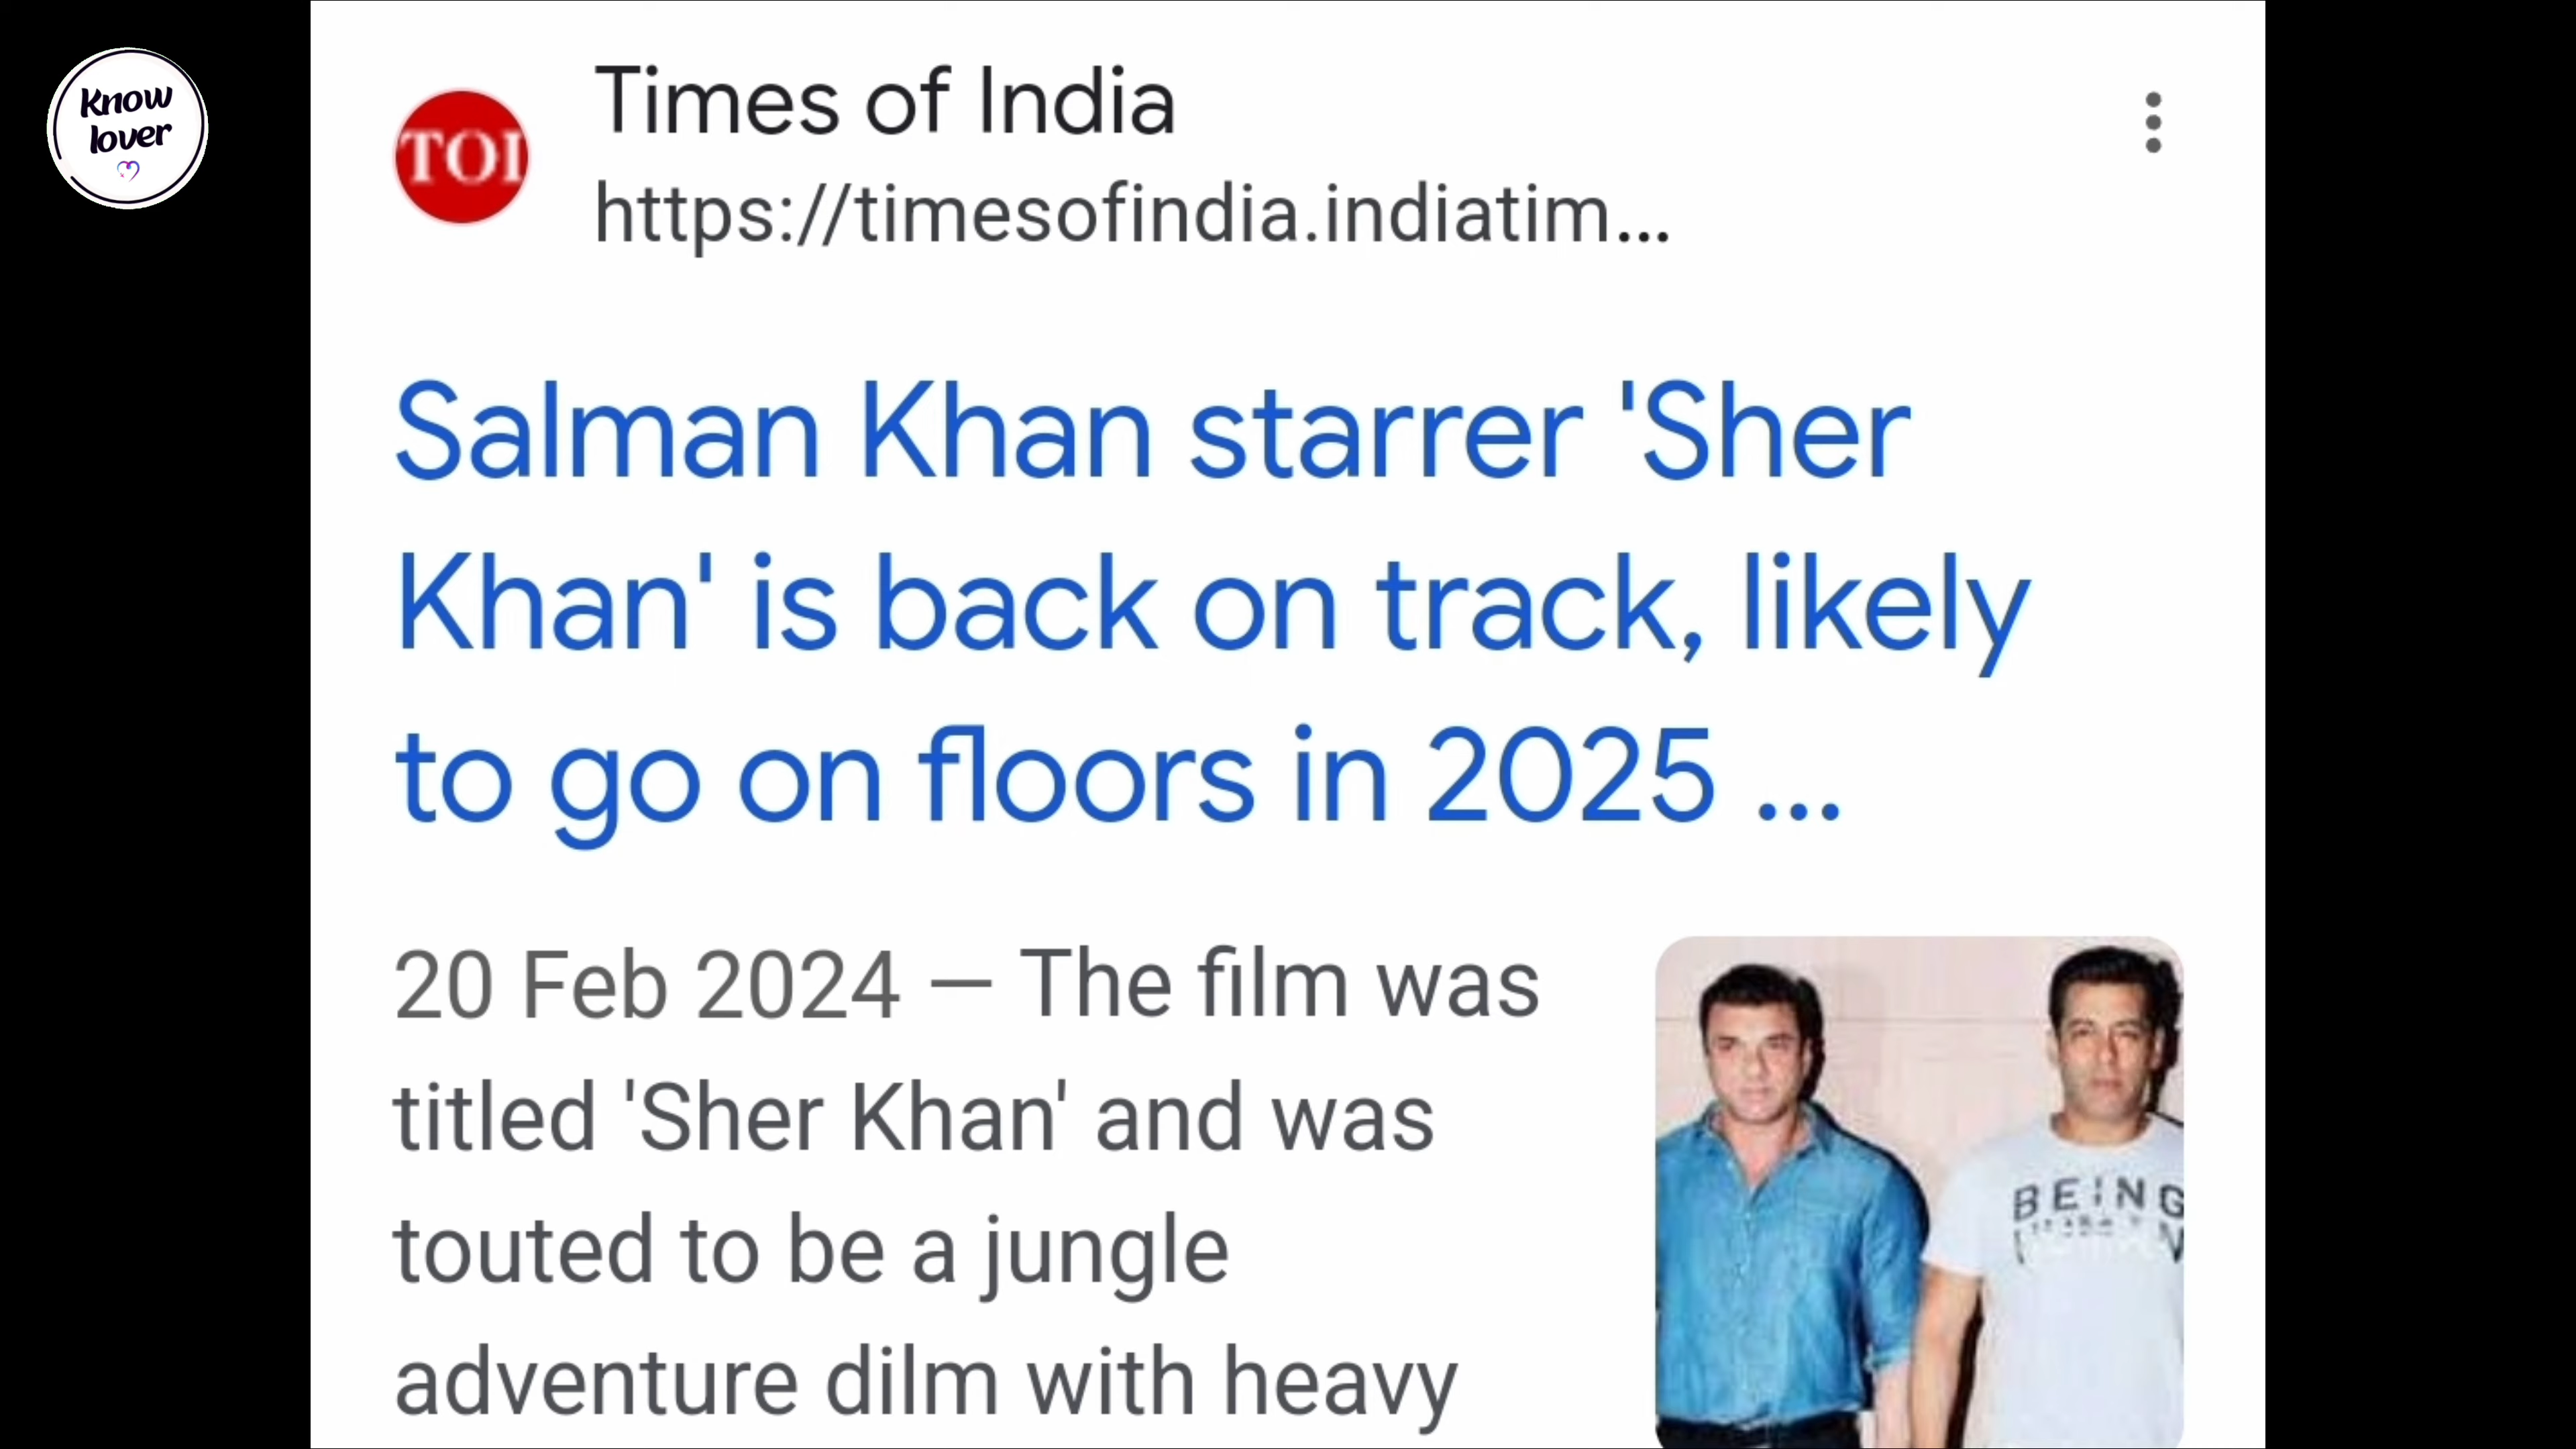 Know
lover
TOI
Times of India
https://timesofindia.indiatim...
Salman Khan starrer 'Sher
Khan' is back on track, likely
to go on floors in 2025 ...
20 Feb 2024 — The film was
titled 'Sher Khan' and was
touted to be a jungle
adventure dilm with heavy
BEING